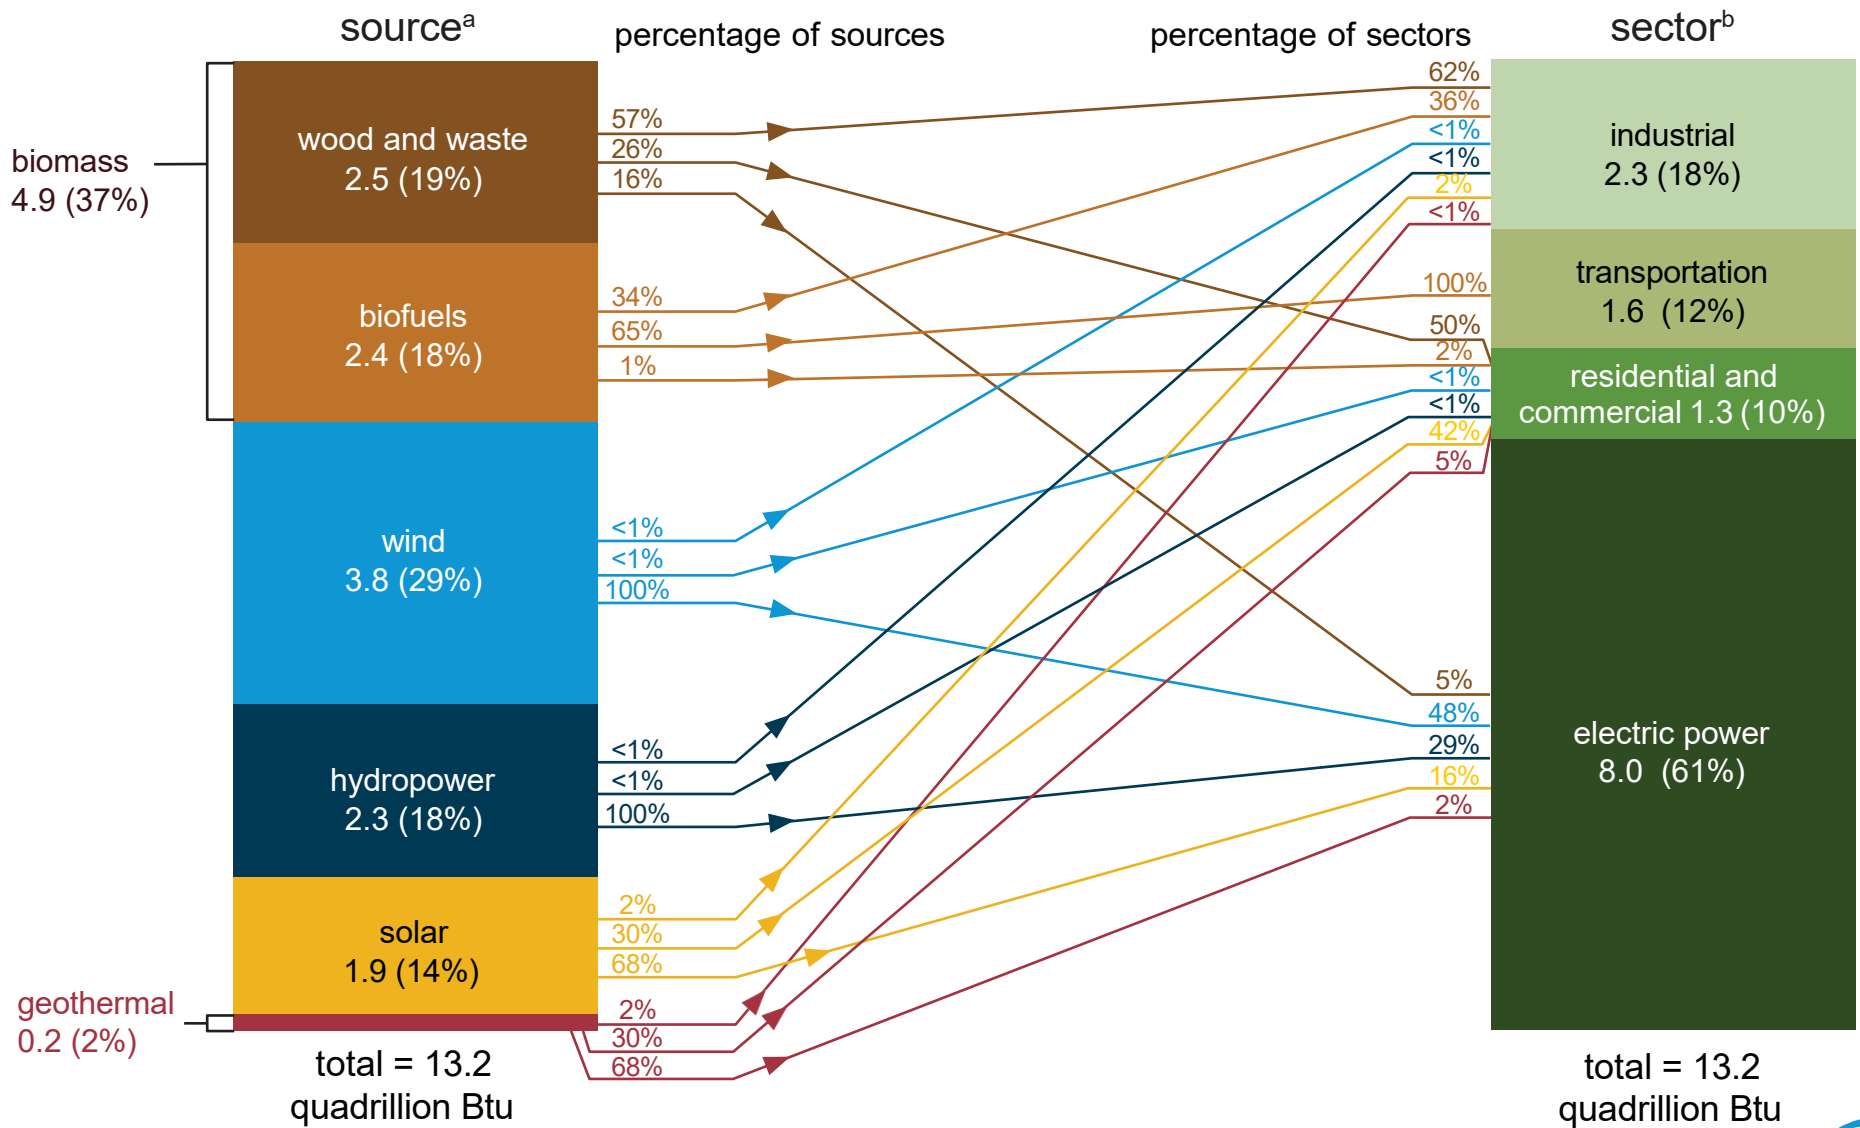 sourceᵃ
percentage of sources
percentage of sectors
sectorᵇ
biomass
4.9 (37%)
wood and waste
2.5 (19%)
57%
26%
16%
biofuels
2.4 (18%)
34%
65%
1%
wind
3.8 (29%)
<1%
<1%
100%
hydropower
2.3 (18%)
<1%
<1%
100%
solar
1.9 (14%)
2%
30%
68%
geothermal
0.2 (2%)
2%
30%
68%
total = 13.2
quadrillion Btu
62%
36%
<1%
<1%
2%
<1%
industrial
2.3 (18%)
100%
transportation
1.6 (12%)
50%
2%
<1%
<1%
42%
5%
residential and
commercial 1.3 (10%)
5%
48%
29%
16%
2%
electric power
8.0 (61%)
total = 13.2
quadrillion Btu